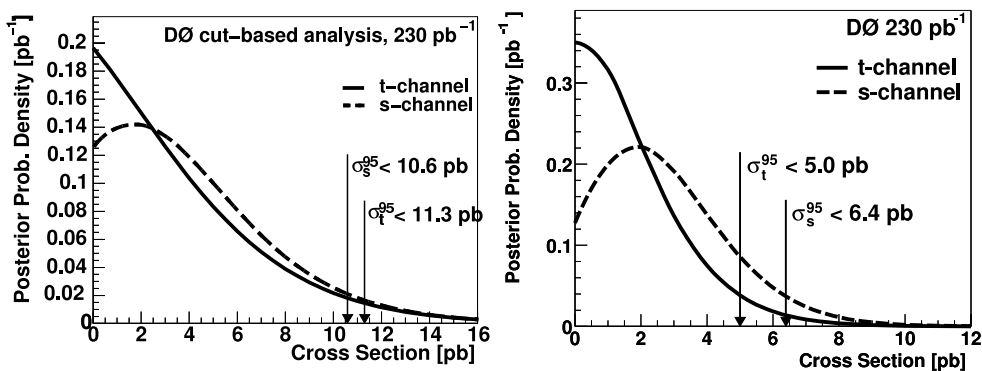 DØ cut-based analysis, 230 pb⁻¹
t-channel
s-channel
σₛ⁹⁵ < 10.6 pb
σₜ⁹⁵ < 11.3 pb
Posterior Prob. Density [pb⁻¹]
0.2
0.18
0.16
0.14
0.12
0.1
0.08
0.06
0.04
0.02
0
0 2 4 6 8 10 12 14 16
Cross Section [pb]
DØ 230 pb⁻¹
t-channel
s-channel
σₜ⁹⁵ < 5.0 pb
σₛ⁹⁵ < 6.4 pb
Posterior Prob. Density [pb⁻¹]
0.3
0.2
0.1
0
0 2 4 6 8 10 12
Cross Section [pb]